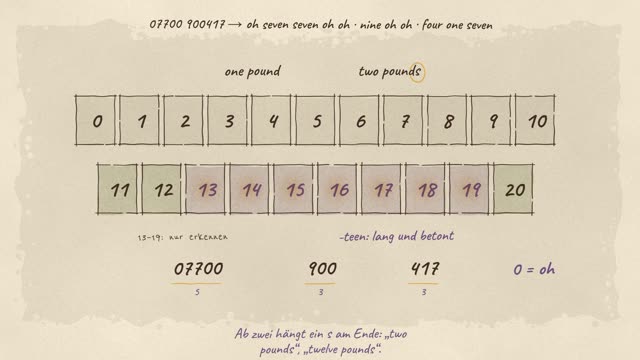 07700 900417 → oh seven seven oh oh · nine oh oh · four one seven
one pound two pounds
0 1 2 3 4 5 6 7 8 9 10
11 12 13 14 15 16 17 18 19 20
13–19: nur erkennen -teen: lang und betont
07700 900 417 0 = oh
5 3 3
Ab zwei hängt ein s am Ende: „two
pounds“, „twelve pounds“.